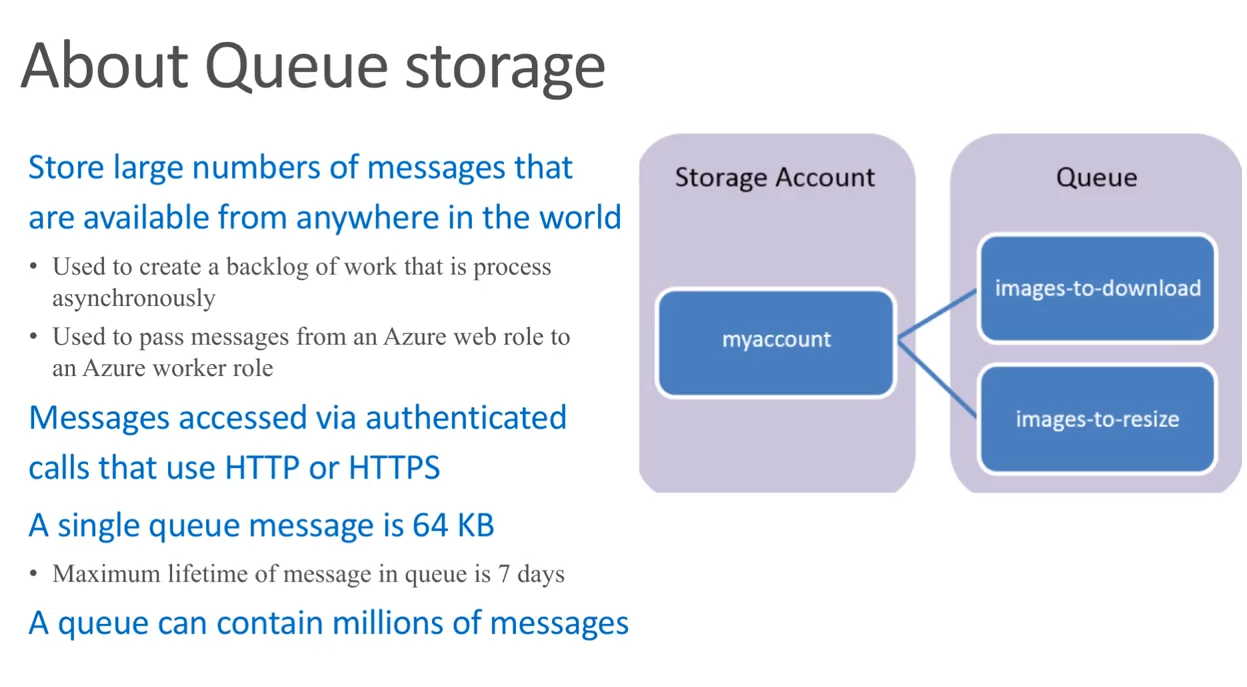 About Queue storage
Store large numbers of messages that
are available from anywhere in the world
• Used to create a backlog of work that is process
asynchronously
• Used to pass messages from an Azure web role to
an Azure worker role
Messages accessed via authenticated
calls that use HTTP or HTTPS
A single queue message is 64 KB
• Maximum lifetime of message in queue is 7 days
A queue can contain millions of messages
Storage Account
myaccount
Queue
images-to-download
images-to-resize